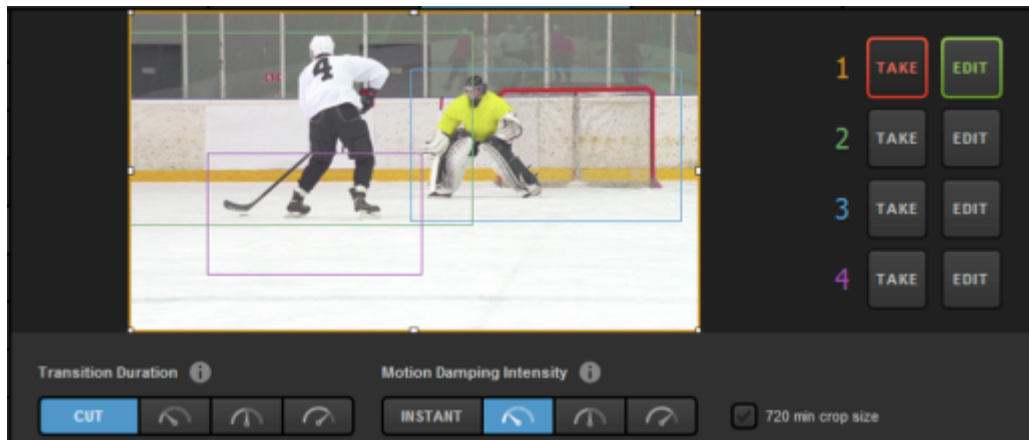 4
1 TAKE EDIT
2 TAKE EDIT
3 TAKE EDIT
4 TAKE EDIT
Transition Duration i Motion Damping Intensity i
CUT INSTANT 720 min crop size